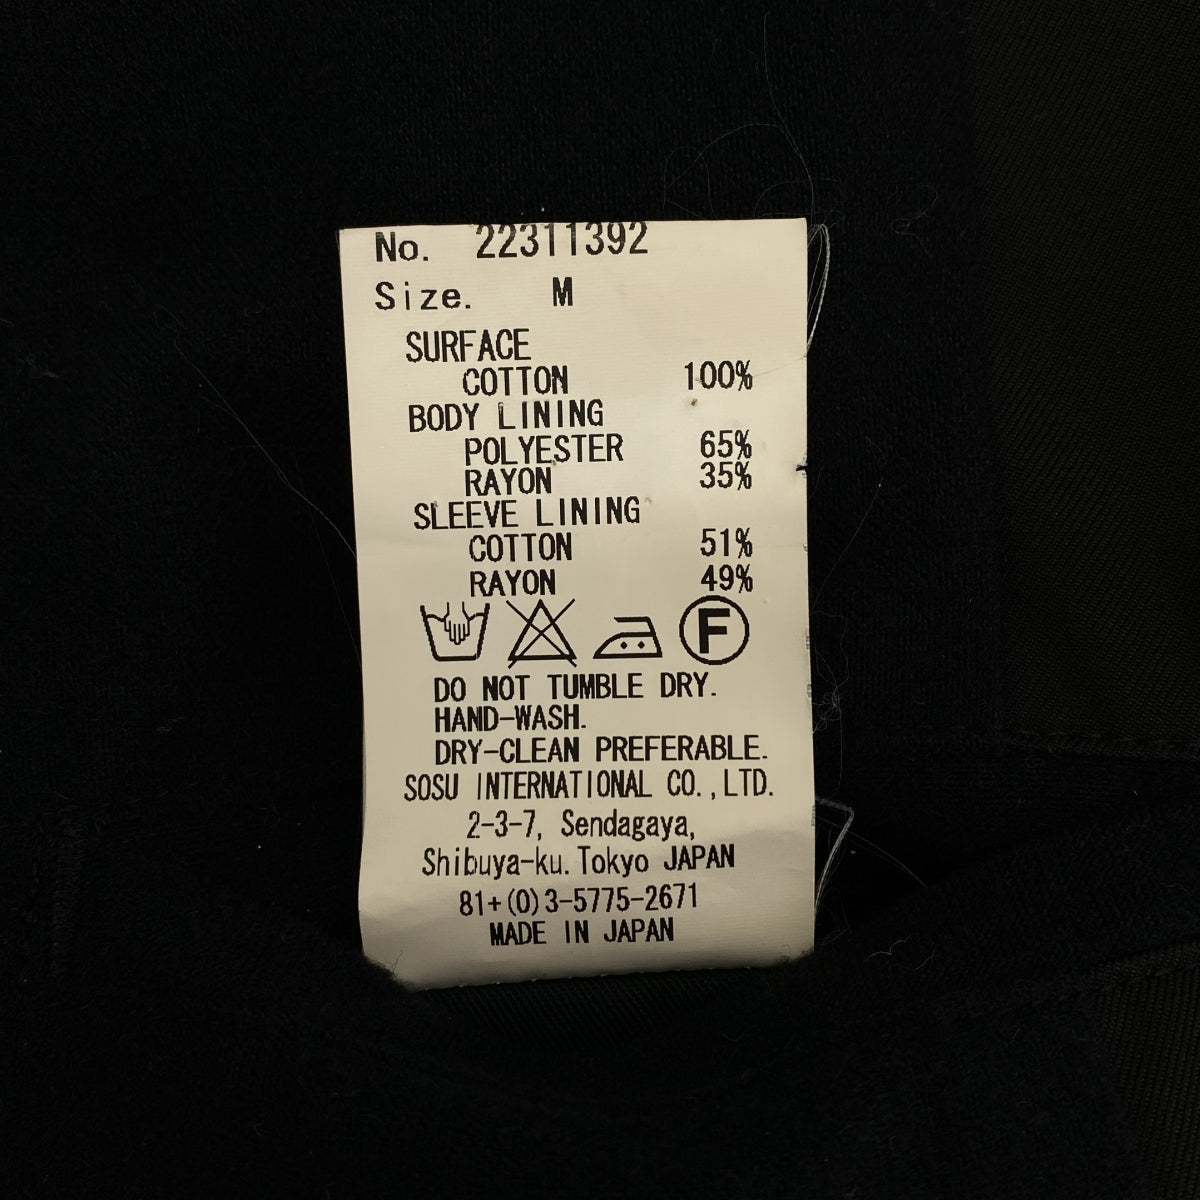 No. 22311392
Size. M
SURFACE
COTTON 100%
BODY LINING
POLYESTER 65%
RAYON 35%
SLEEVE LINING
COTTON 51%
RAYON 49%
F
DO NOT TUMBLE DRY.
HAND-WASH.
DRY-CLEAN PREFERABLE.
SOSU INTERNATIONAL CO.,LTD.
2-3-7, Sendagaya,
Shibuya-ku. Tokyo JAPAN
81+(0)3-5775-2671
MADE IN JAPAN